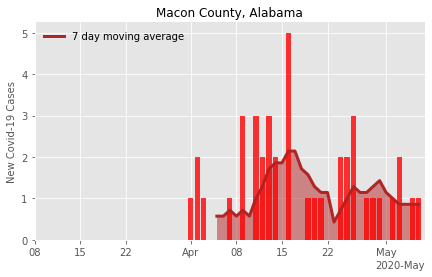 Macon County, Alabama
7 day moving average
New Covid-19 Cases
5
4
3
2
1
0
08 15 22 Apr 08 15 22 May
2020-May